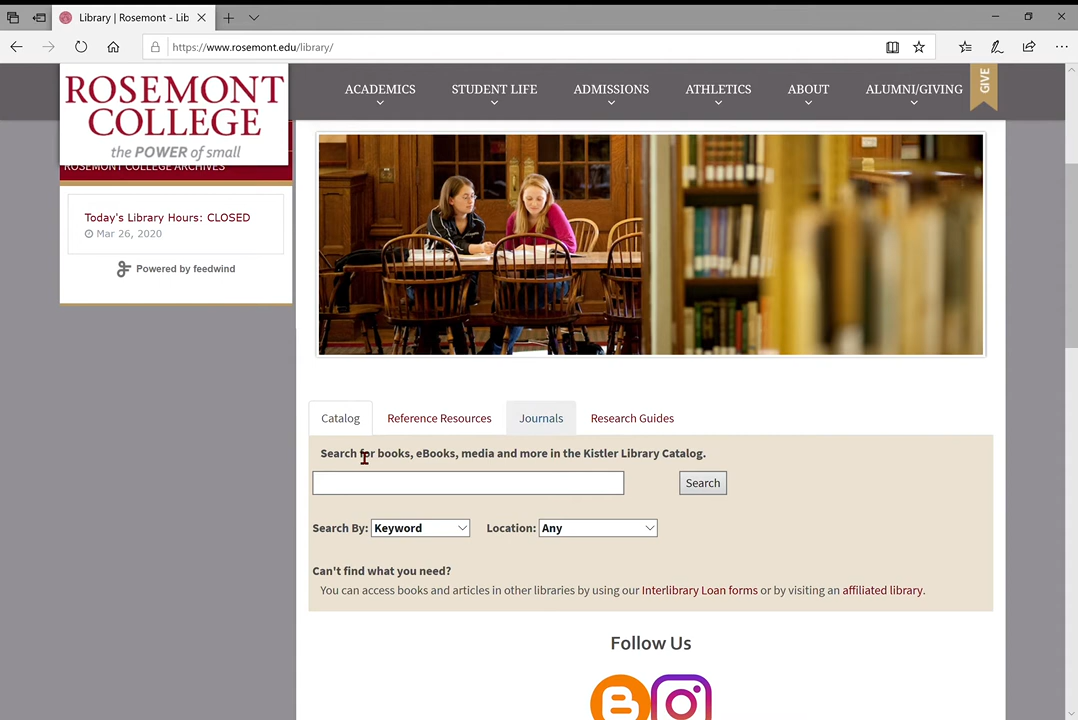 Library | Rosemont - Lib
https://www.rosemont.edu/library/
ROSEMONT
COLLEGE
the POWER of small
ACADEMICS
STUDENT LIFE
ADMISSIONS
ATHLETICS
ABOUT
ALUMNI/GIVING
GIVE
ROSEMONT COLLEGE ARCHIVES
Today's Library Hours: CLOSED
Mar 26, 2020
Powered by feedwind
Catalog
Reference Resources
Journals
Research Guides
Search for books, eBooks, media and more in the Kistler Library Catalog.
Search
Search By: Keyword
Location: Any
Can't find what you need?
You can access books and articles in other libraries by using our Interlibrary Loan forms or by visiting an affiliated library.
Follow Us